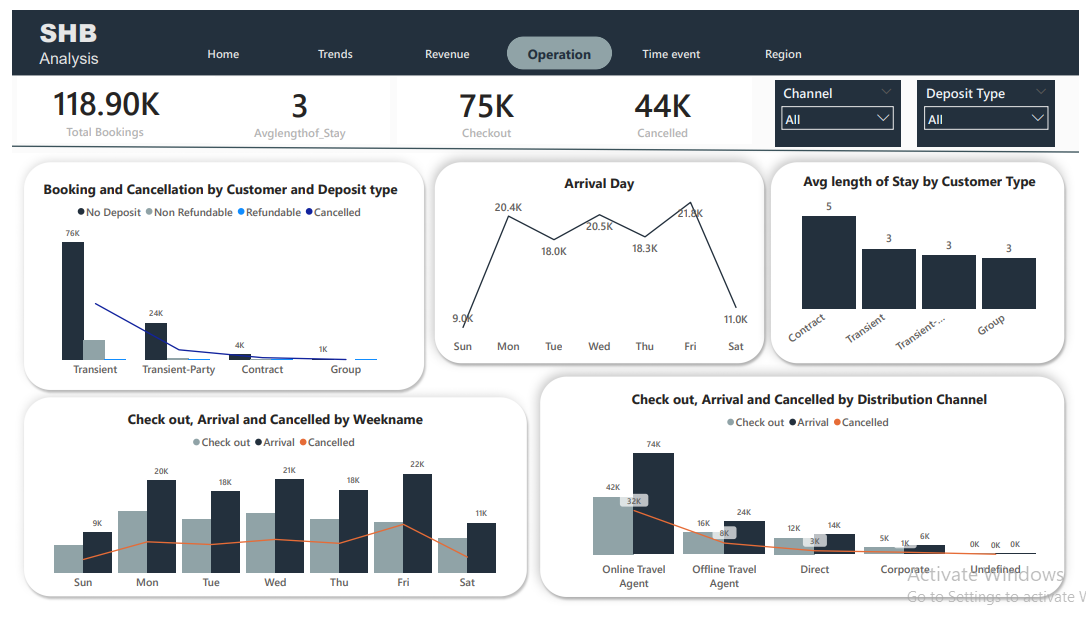 SHB
Analysis
Home Trends Revenue Operation Time event Region
118.90K
Total Bookings
3
Avglengthof_Stay
75K
Checkout
44K
Cancelled
Channel
All
Deposit Type
All
Booking and Cancellation by Customer and Deposit type
No Deposit Non Refundable Refundable Cancelled
76K
24K
4K
1K
Transient Transient-Party Contract Group
Arrival Day
20.4K
21.8K
20.5K
18.0K
18.3K
9.0K
11.0K
Sun Mon Tue Wed Thu Fri Sat
Avg length of Stay by Customer Type
5
3 3 3
Contract Transient Transient-... Group
Check out, Arrival and Cancelled by Weekname
Check out Arrival Cancelled
9K 20K 18K 21K 18K 22K 11K
Sun Mon Tue Wed Thu Fri Sat
Check out, Arrival and Cancelled by Distribution Channel
Check out Arrival Cancelled
74K
42K
32K
16K 24K
8K
12K 14K
3K
5K 1K 6K
0K 0K 0K
Online Travel Offline Travel Direct Corporate Undefined
Agent Agent
Activate Windows
Go to Settings to activate W